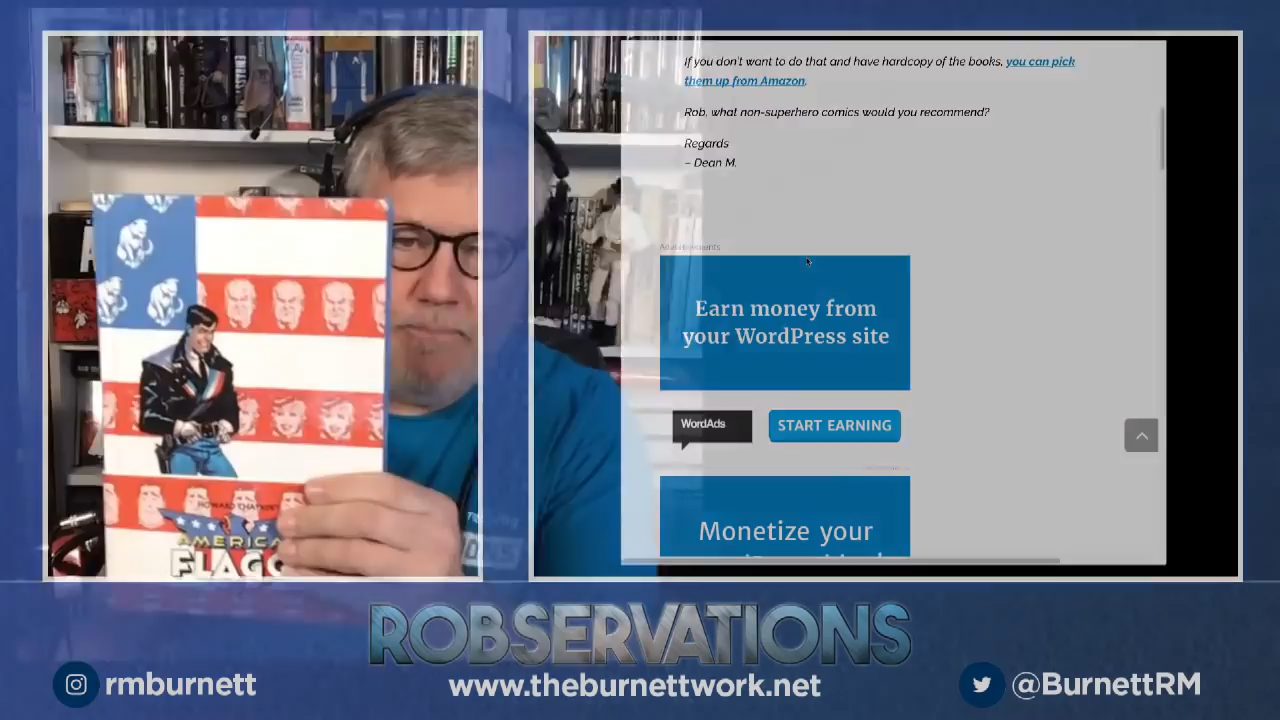 If you don't want to do that and have hardcopy of the books, you can pick
them up from Amazon.
Rob, what non-superhero comics would you recommend?
Regards
– Dean M.
Advertisements
Earn money from
your WordPress site
WordAds
START EARNING
Monetize your
HOWARD CHAYKIN'S
AMERICA
FLAGG
ROBSERVATIONS
rmburnett
www.theburnettwork.net
@BurnettRM